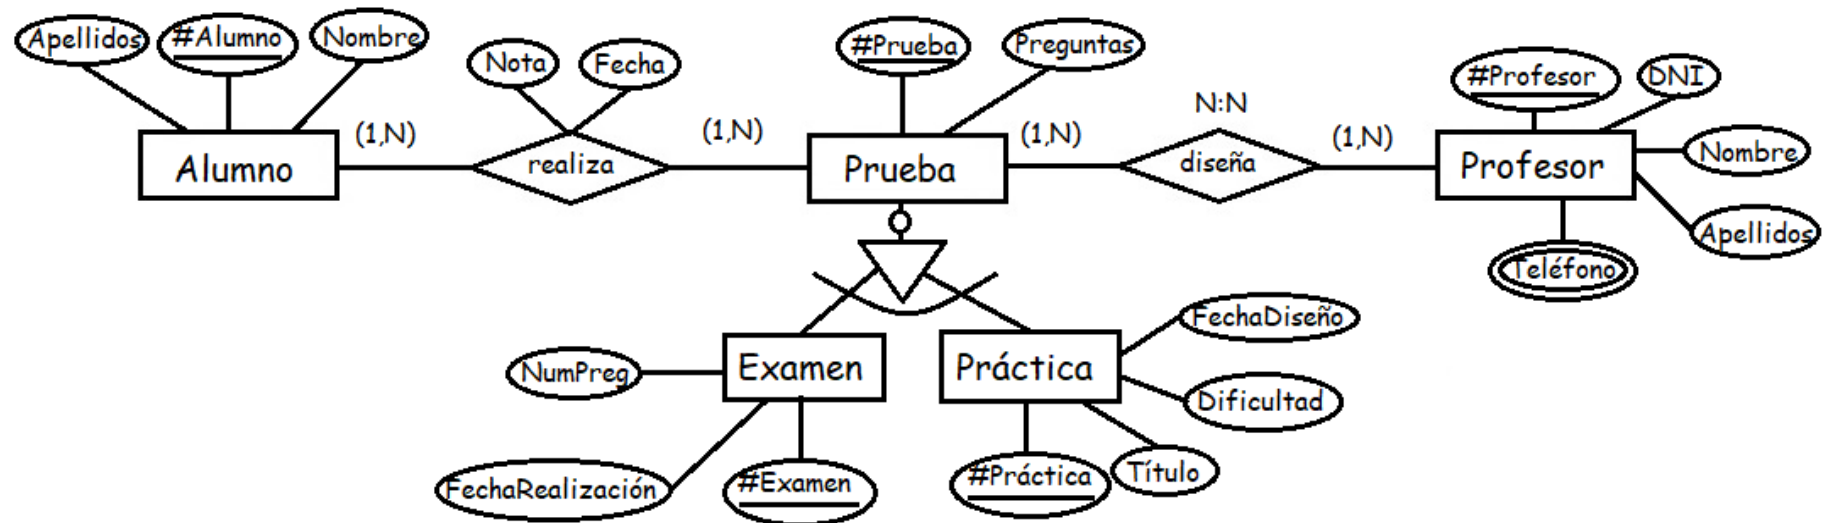 Apellidos
#Alumno
Nombre
Nota
Fecha
#Prueba
Preguntas
#Profesor
DNI
N:N
Alumno
(1,N)
realiza
(1,N)
Prueba
(1,N)
diseña
(1,N)
Profesor
Nombre
Apellidos
Teléfono
Examen
Práctica
NumPreg
FechaRealización
#Examen
FechaDiseño
Dificultad
Título
#Práctica